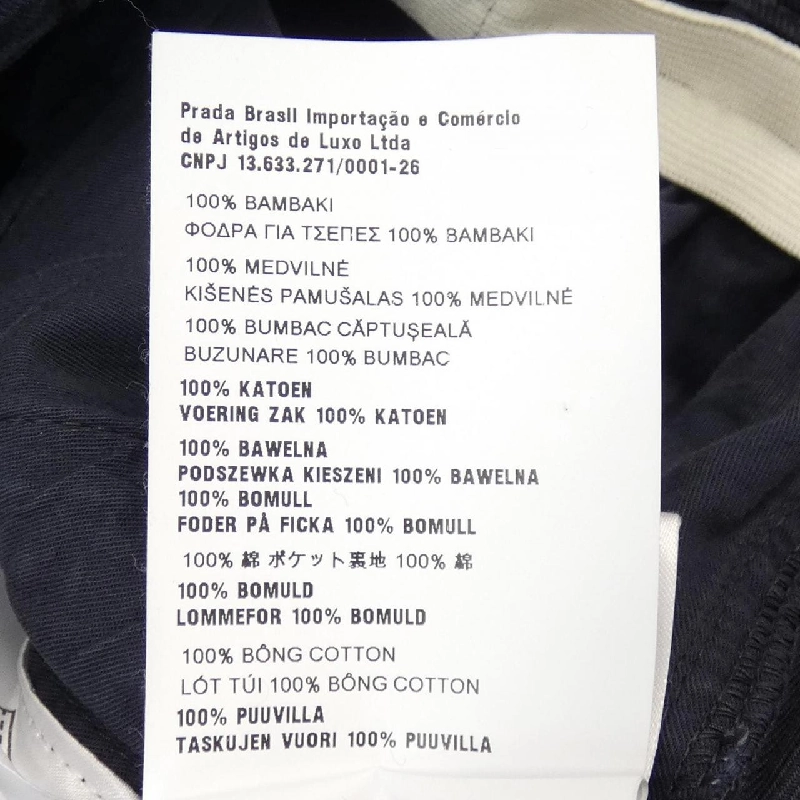 Prada Brasil Importação e Comércio
de Artigos de Luxo Ltda
CNPJ 13.633.271/0001-26
100% ΒΑΜΒΑΚΙ
ΦΟΔΡΑ ΓΙΑ ΤΣΕΠΕΣ 100% ΒΑΜΒΑΚΙ
100% MEDVILNĖ
KIŠENĖS PAMUŠALAS 100% MEDVILNĖ
100% BUMBAC CĂPTUŞEALĂ
BUZUNARE 100% BUMBAC
100% KATOEN
VOERING ZAK 100% KATOEN
100% BAWELNA
PODSZEWKA KIESZENI 100% BAWELNA
100% BOMULL
FODER PÅ FICKA 100% BOMULL
100% 綿 ポケット裏地 100% 綿
100% BOMULD
LOMMEFOR 100% BOMULD
100% BÔNG COTTON
LÓT TÚI 100% BÔNG COTTON
100% PUUVILLA
TASKUJEN VUORI 100% PUUVILLA